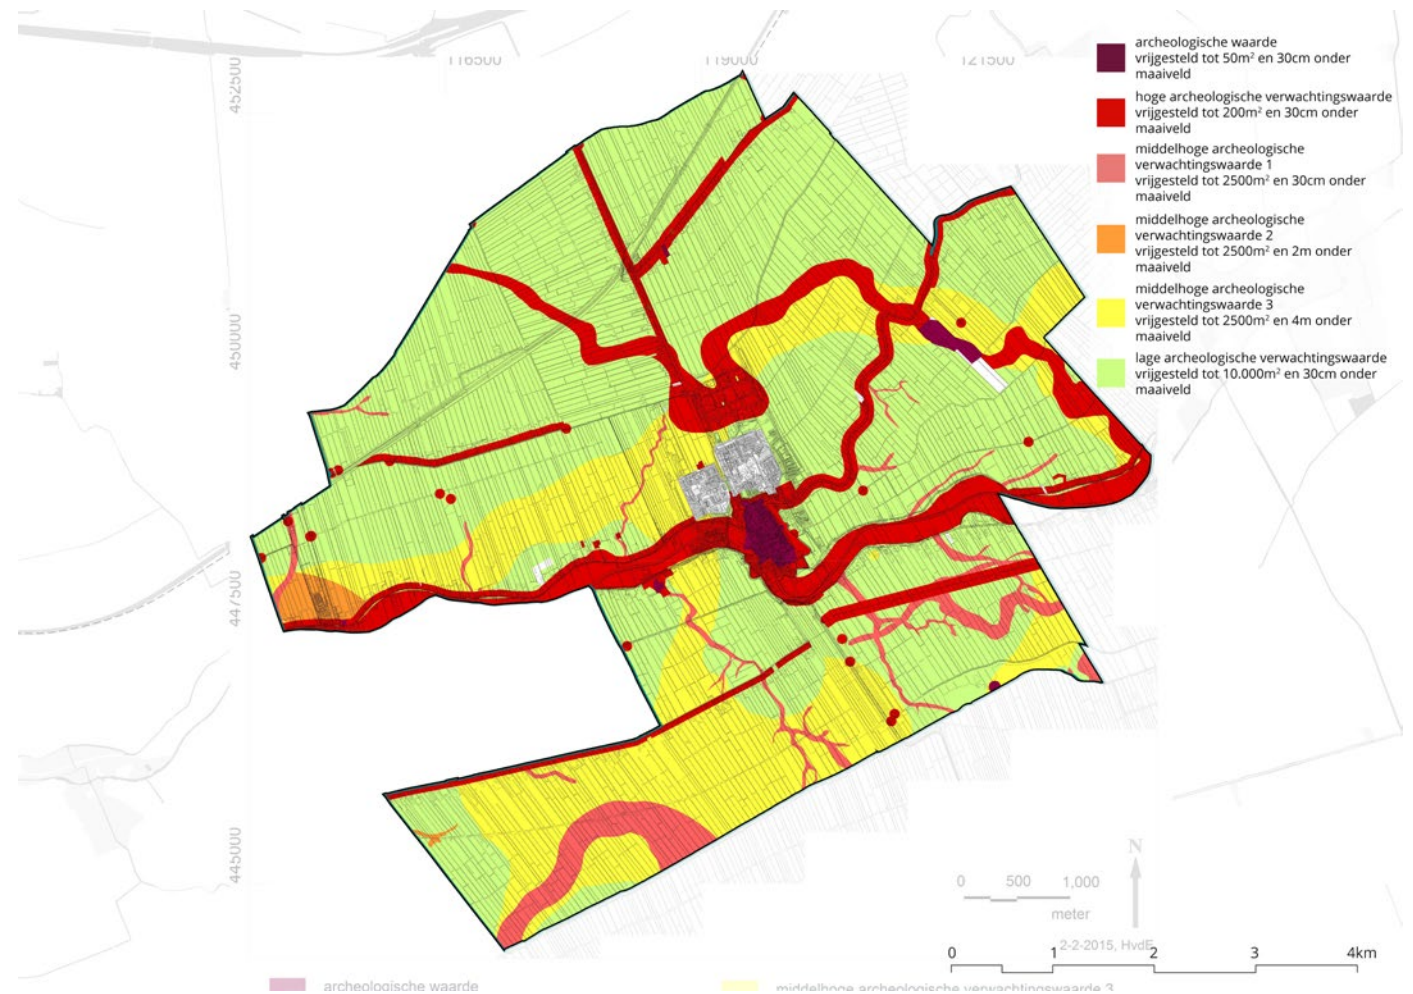 116500
119000
121500
452500
450000
447500
445000
archeologische waarde
vrijgesteld tot 50m² en 30cm onder
maaiveld
hoge archeologische verwachtingswaarde
vrijgesteld tot 200m² en 30cm onder
maaiveld
middelhoge archeologische
verwachtingswaarde 1
vrijgesteld tot 2500m² en 30cm onder
maaiveld
middelhoge archeologische
verwachtingswaarde 2
vrijgesteld tot 2500m² en 2m onder
maaiveld
middelhoge archeologische
verwachtingswaarde 3
vrijgesteld tot 2500m² en 4m onder
maaiveld
lage archeologische verwachtingswaarde
vrijgesteld tot 10.000m² en 30cm onder
maaiveld
N
0 500 1,000
meter
2-2-2015, HvdE
0 1 2 3 4km
archeologische waarde
middelhoge archeologische verwachtingswaarde 3